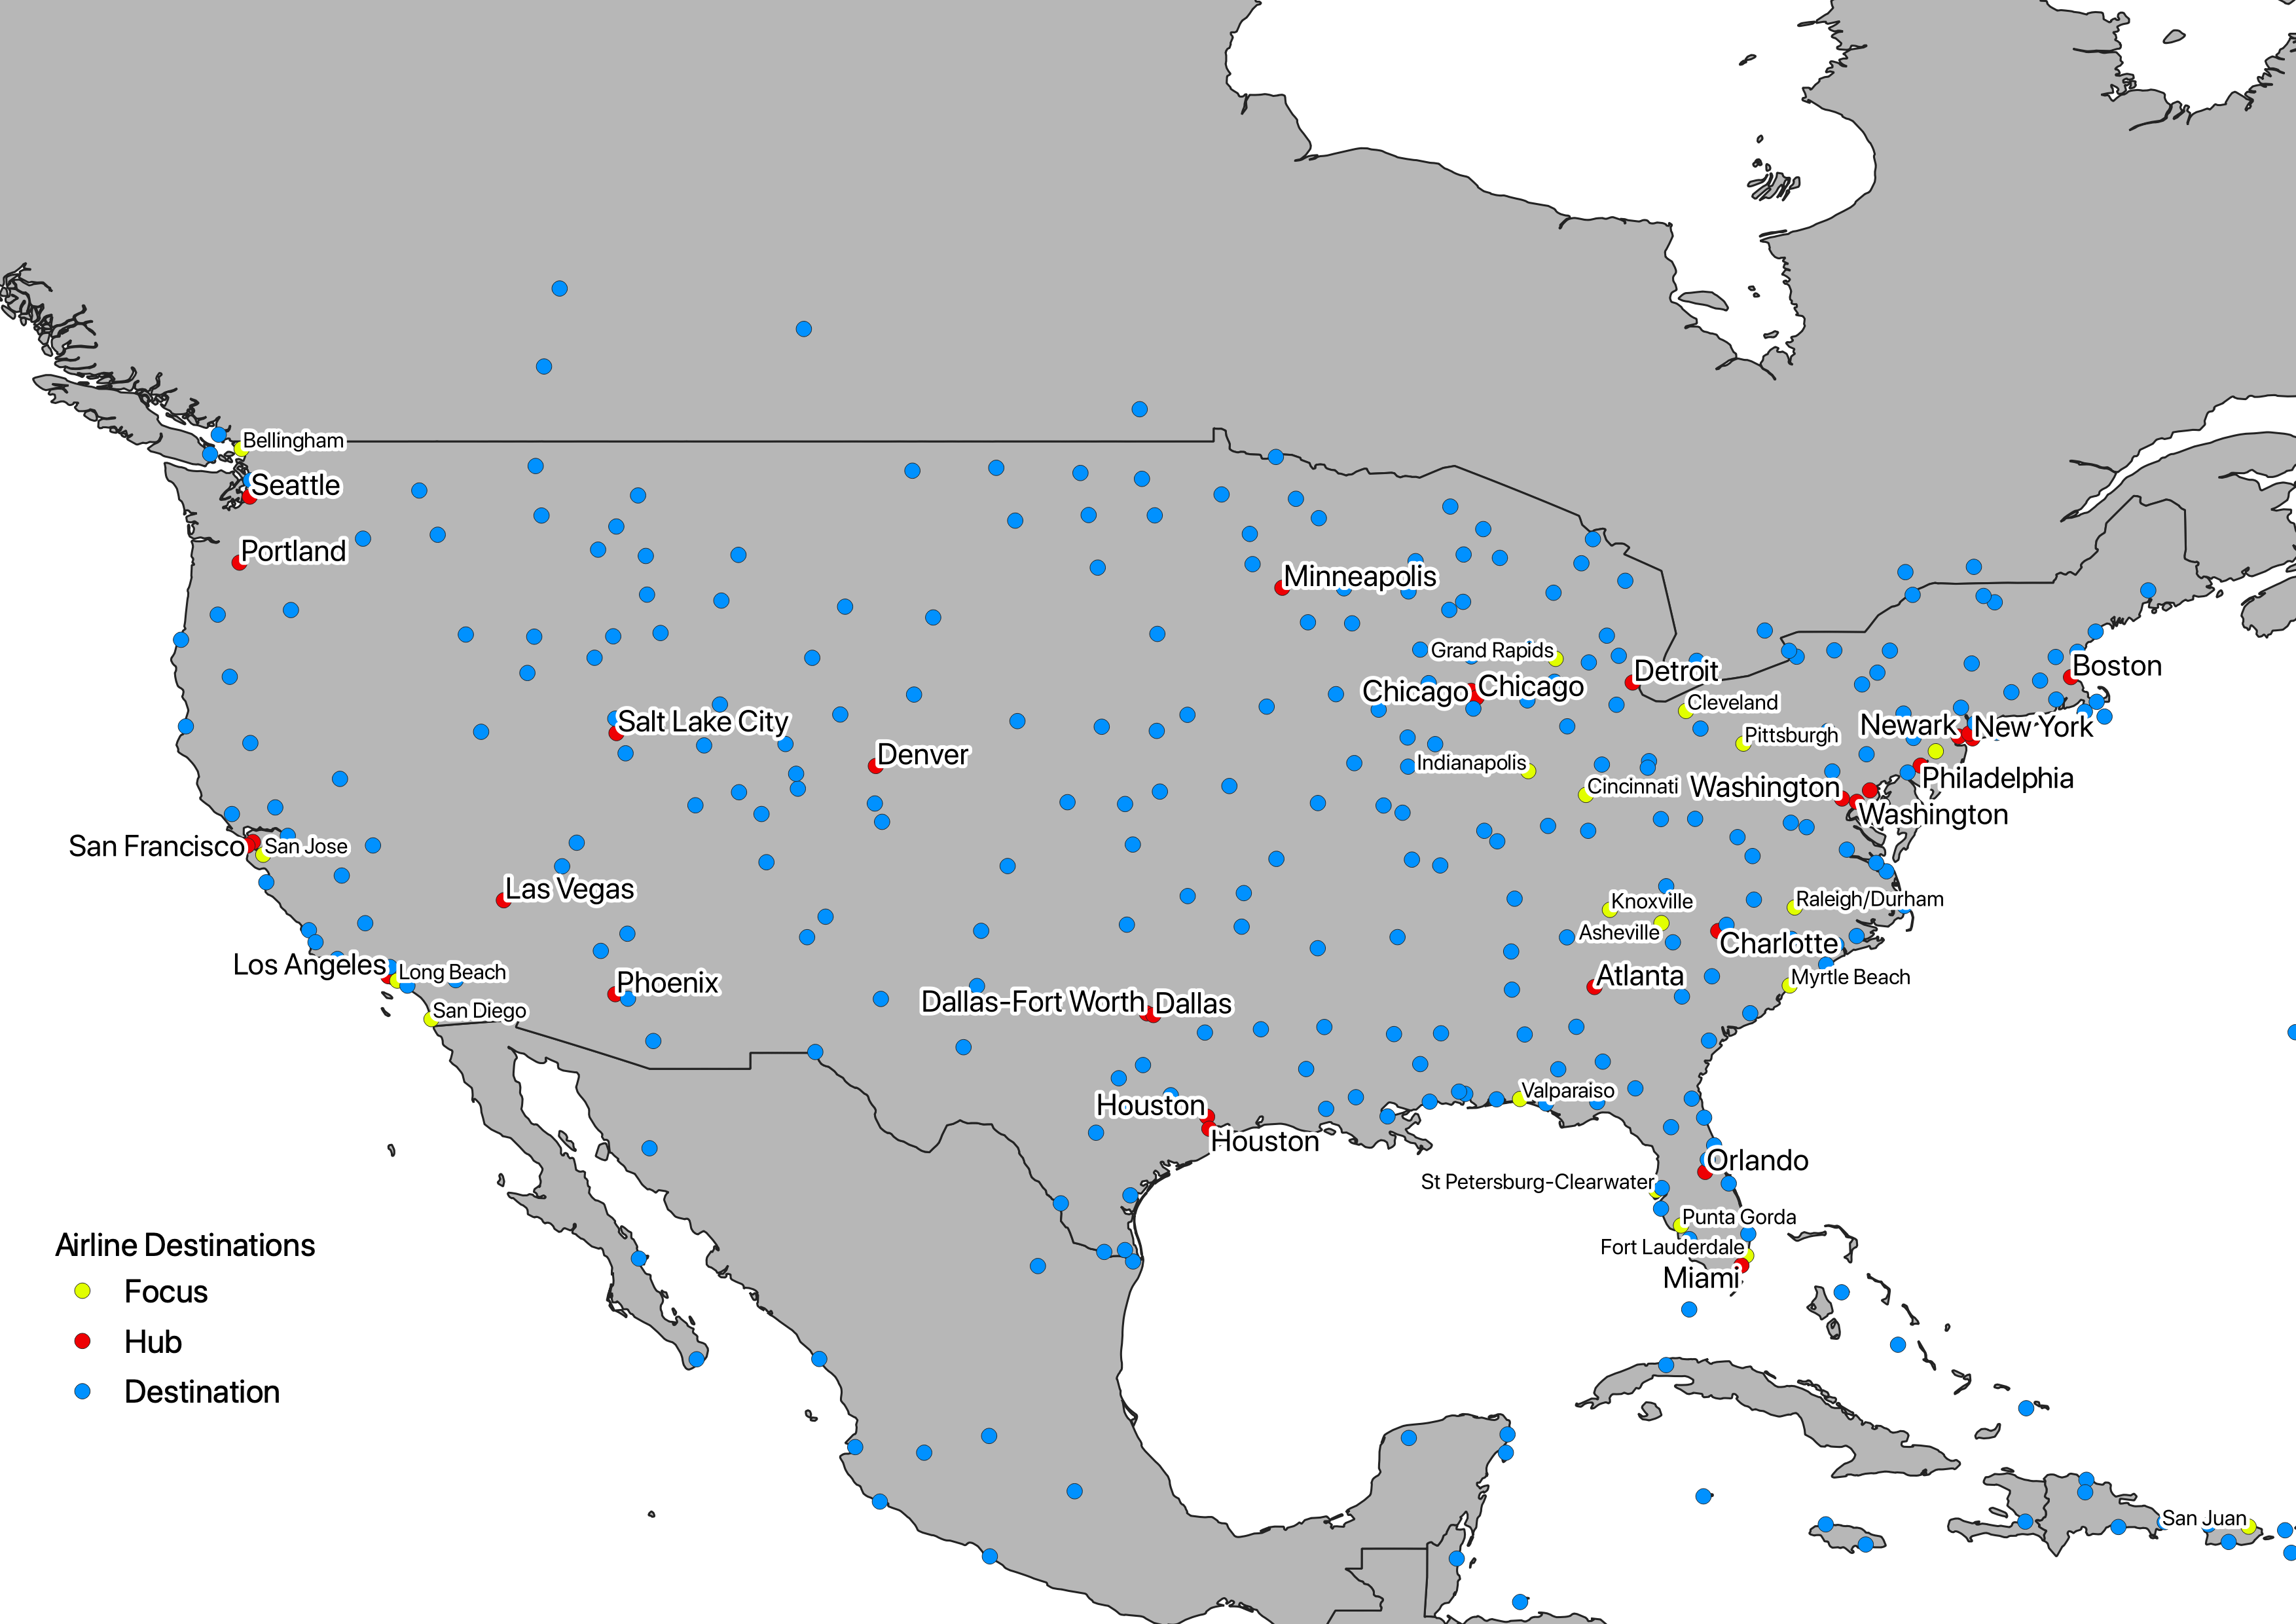 Bellingham
Seattle
Portland
Minneapolis
Grand Rapids
Detroit
Boston
Chicago
Chicago
Cleveland
Salt Lake City
Newark
New York
Pittsburgh
Denver
Indianapolis
Cincinnati
Washington
Philadelphia
Washington
San Francisco
San Jose
Las Vegas
Knoxville
Raleigh/Durham
Asheville
Charlotte
Los Angeles
Long Beach
Phoenix
Atlanta
Myrtle Beach
San Diego
Dallas-Fort Worth
Dallas
Valparaiso
Houston
Houston
Orlando
St Petersburg-Clearwater
Punta Gorda
Fort Lauderdale
Miami
San Juan
Airline Destinations
Focus
Hub
Destination